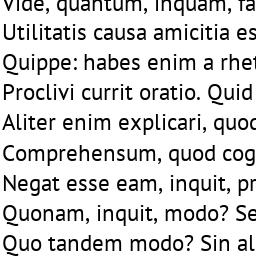 Vide, quantum, inquam, fa
Utilitatis causa amicitia es
Quippe: habes enim a rhet
Proclivi currit oratio. Quid
Aliter enim explicari, quod
Comprehensum, quod cog
Negat esse eam, inquit, pr
Quonam, inquit, modo? Se
Quo tandem modo? Sin al